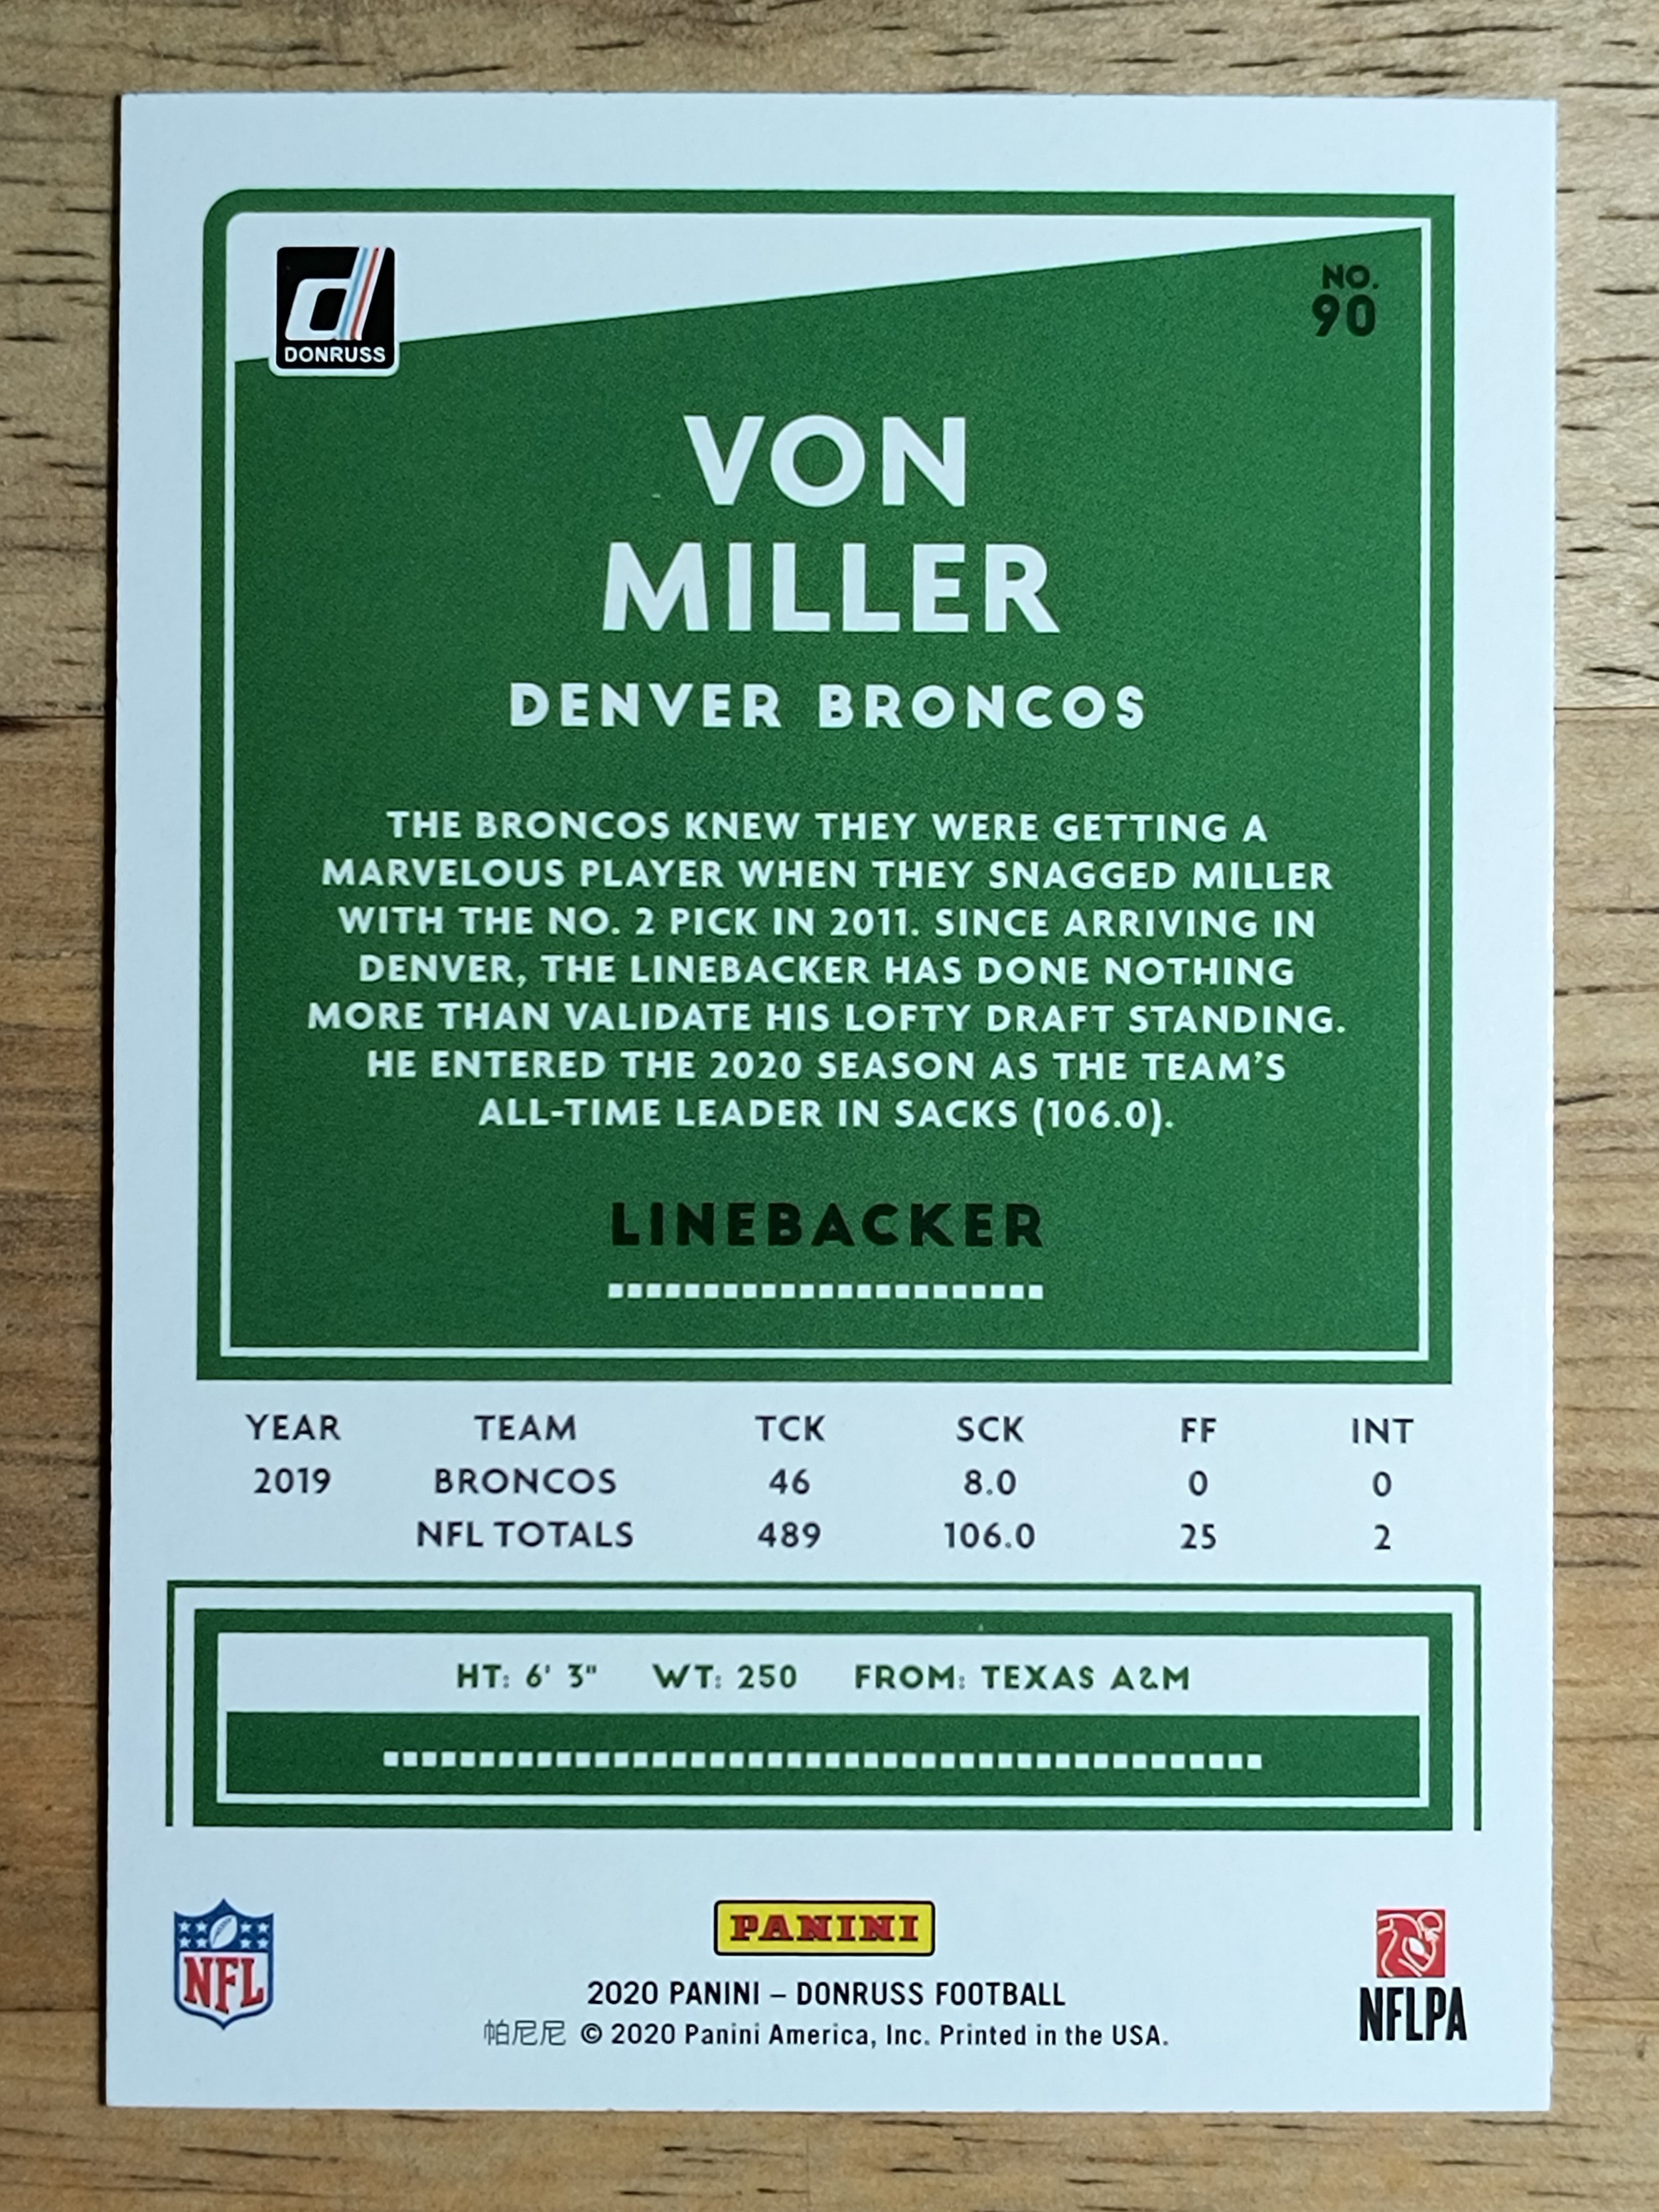 DONRUSS
NO.
90
VON
MILLER
DENVER BRONCOS
THE BRONCOS KNEW THEY WERE GETTING A
MARVELOUS PLAYER WHEN THEY SNAGGED MILLER
WITH THE NO. 2 PICK IN 2011. SINCE ARRIVING IN
DENVER, THE LINEBACKER HAS DONE NOTHING
MORE THAN VALIDATE HIS LOFTY DRAFT STANDING.
HE ENTERED THE 2020 SEASON AS THE TEAM'S
ALL-TIME LEADER IN SACKS (106.0).
LINEBACKER
YEAR TEAM TCK SCK FF INT
2019 BRONCOS 46 8.0 0 0
NFL TOTALS 489 106.0 25 2
HT: 6' 3" WT: 250 FROM: TEXAS A&M
NFL
PANINI
2020 PANINI – DONRUSS FOOTBALL
帕尼尼 © 2020 Panini America, Inc. Printed in the USA.
NFLPA